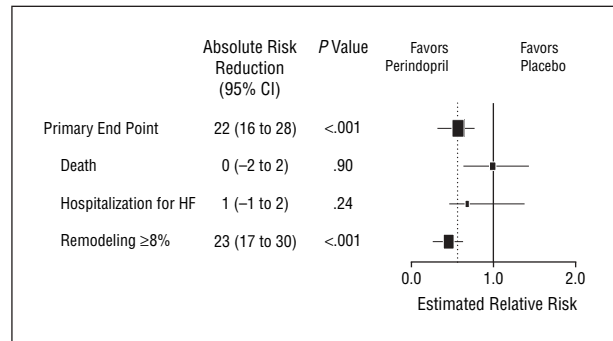 Absolute Risk Reduction (95% CI)
P Value
Favors Perindopril
Favors Placebo
Primary End Point 22 (16 to 28) <.001
Death 0 (–2 to 2) .90
Hospitalization for HF 1 (–1 to 2) .24
Remodeling ≥8% 23 (17 to 30) <.001
0.0 1.0 2.0
Estimated Relative Risk